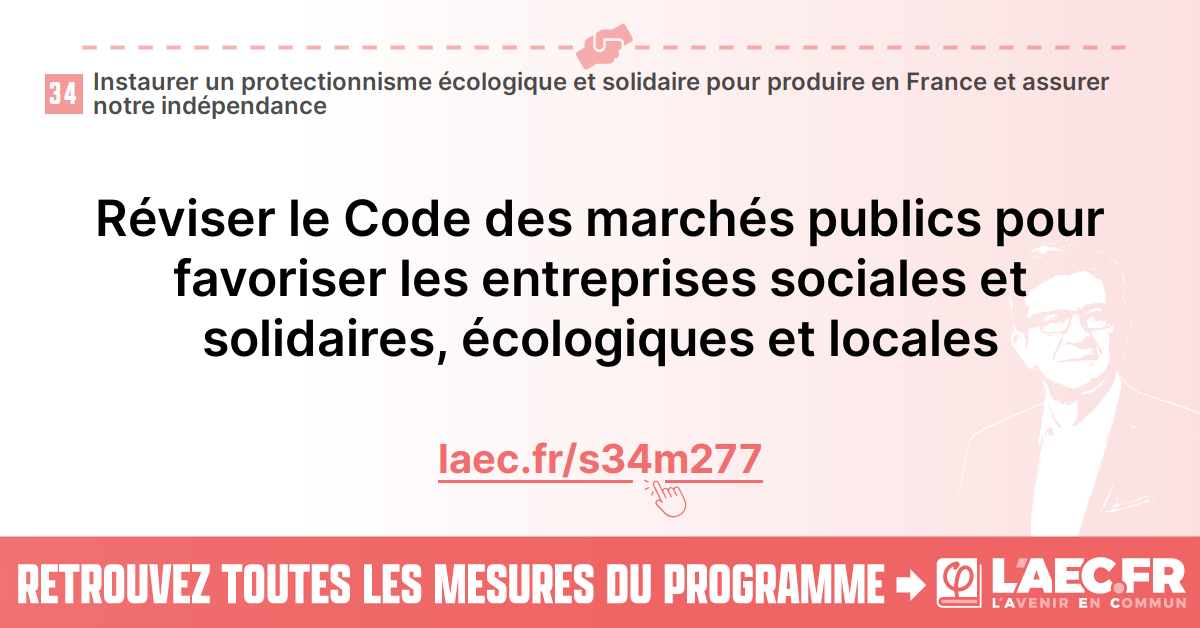 34
Instaurer un protectionnisme écologique et solidaire pour produire en France et assurer
notre indépendance
Réviser le Code des marchés publics pour
favoriser les entreprises sociales et
solidaires, écologiques et locales
laec.fr/s34m277
RETROUVEZ TOUTES LES MESURES DU PROGRAMME
φ
L'AEC.FR
L'AVENIR EN COMMUN